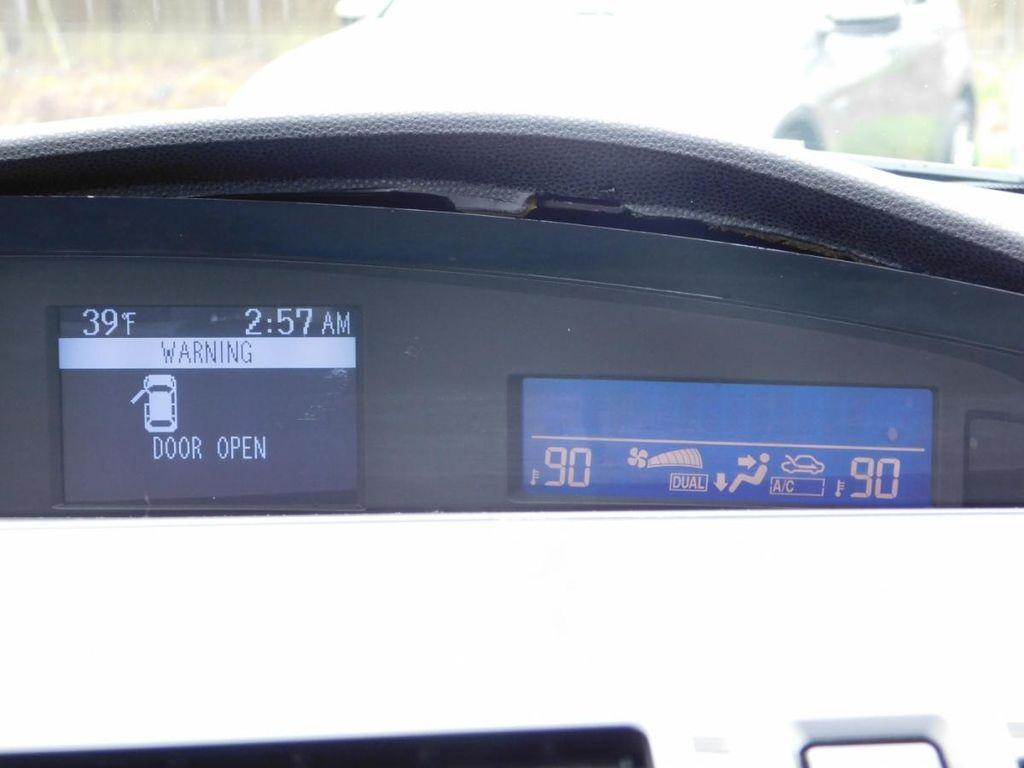 39°F 2:57 AM
WARNING
DOOR OPEN
90 DUAL A/C 90